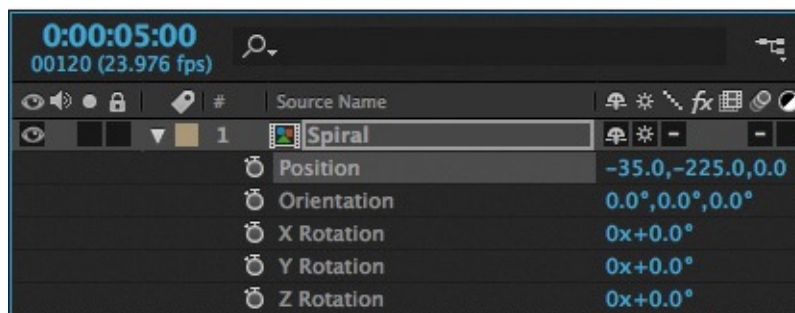 0:00:05:00
00120 (23.976 fps)
# Source Name fx
1 Spiral
Position -35.0,-225.0,0.0
Orientation 0.0°,0.0°,0.0°
X Rotation 0x+0.0°
Y Rotation 0x+0.0°
Z Rotation 0x+0.0°